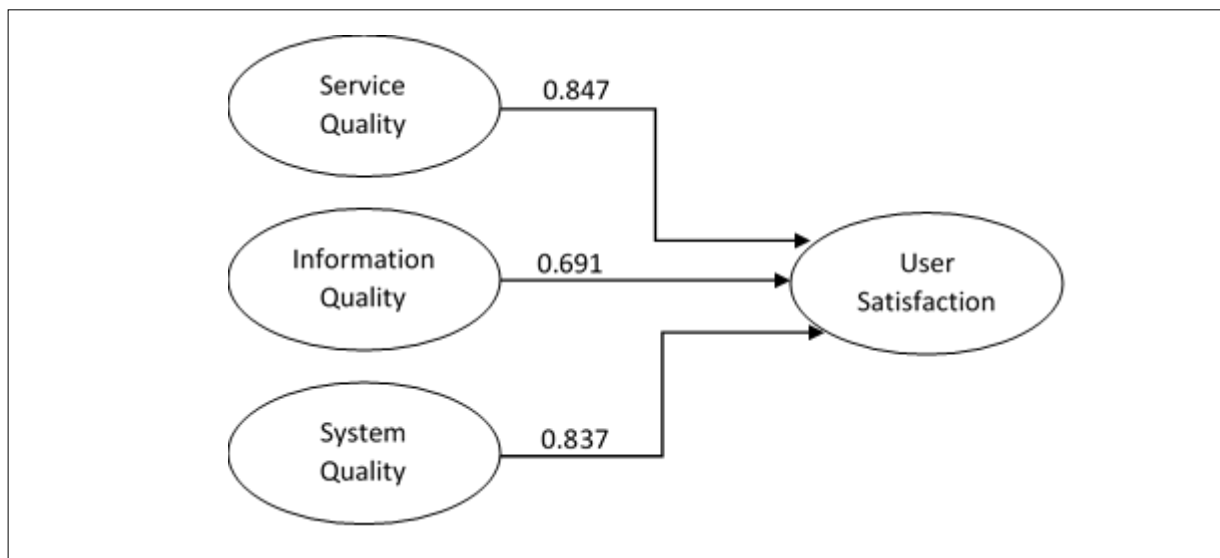 Service
Quality
0.847
Information
Quality
0.691
User
Satisfaction
System
Quality
0.837